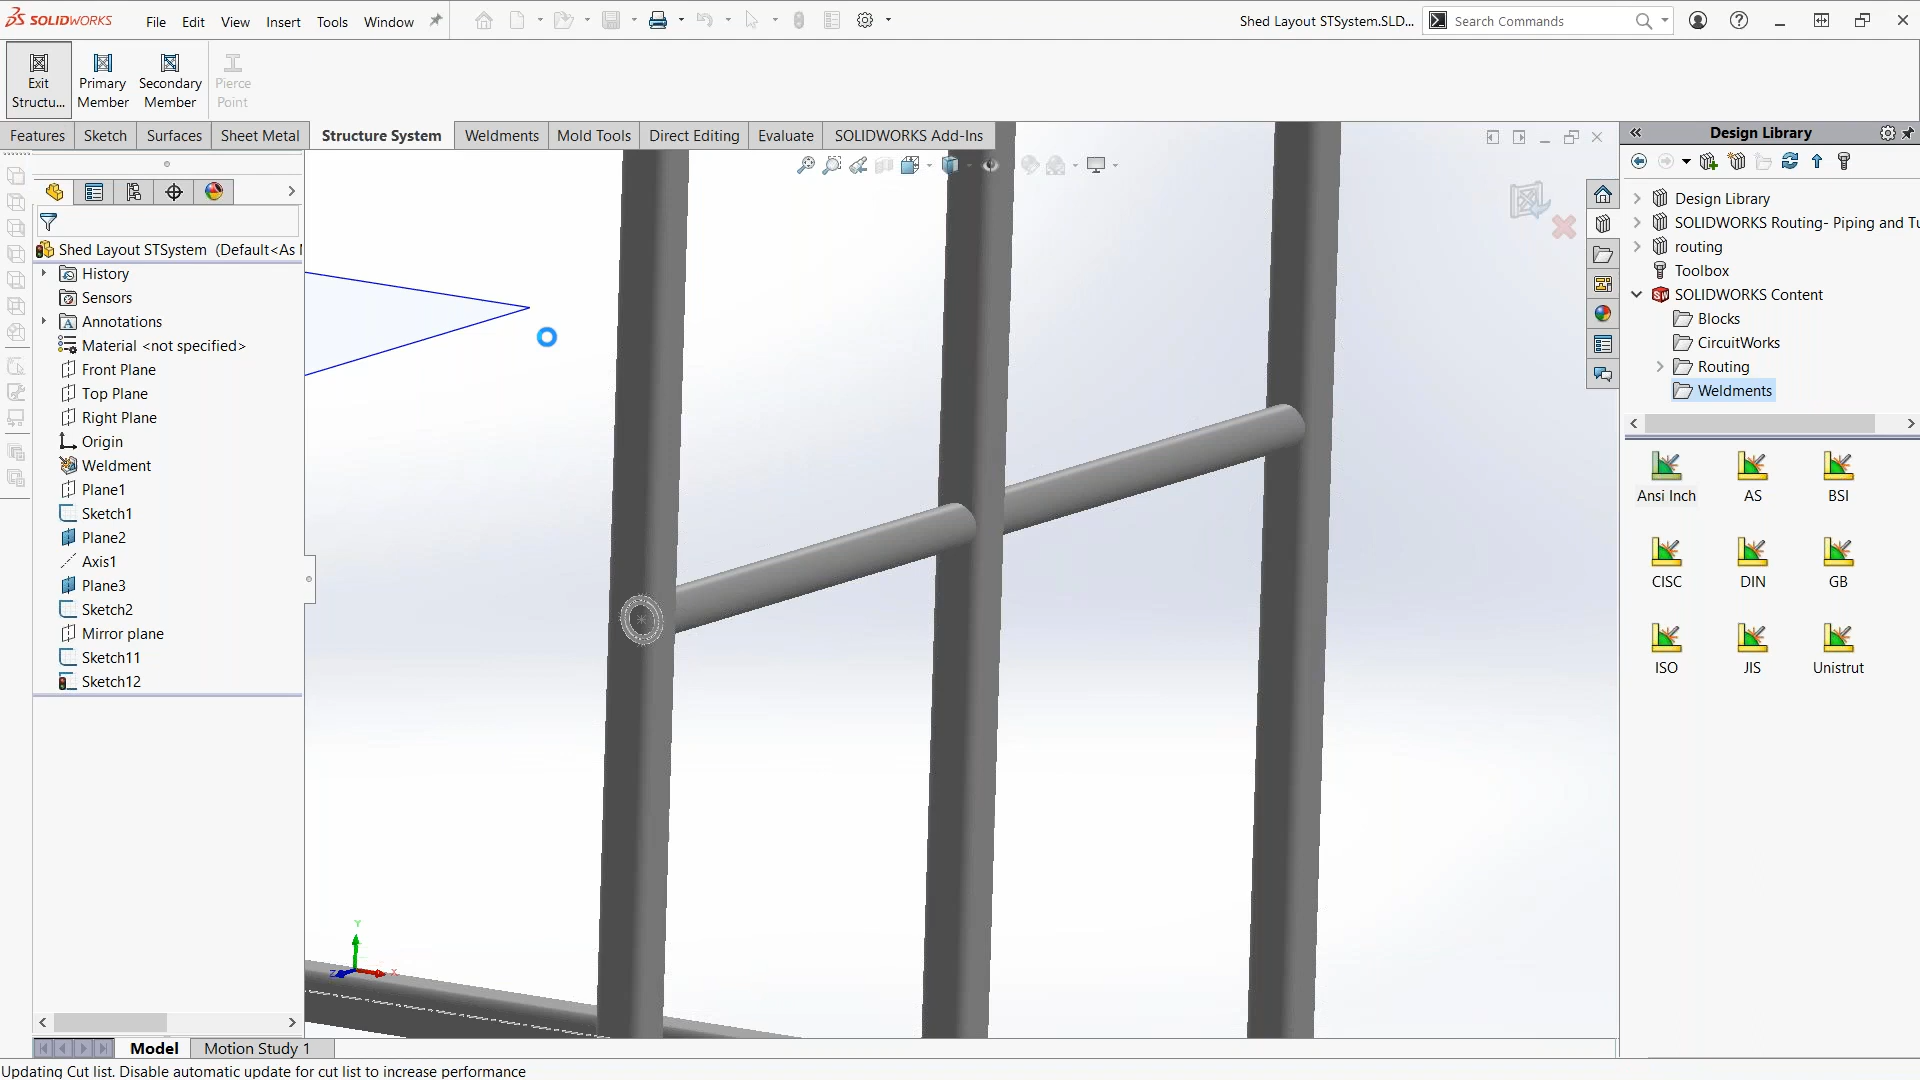 SOLIDWORKS File Edit View Insert Tools Window Shed Layout STSystem.SLD... Search Commands
Exit Structu... Primary Member Secondary Member Pierce Point
Features Sketch Surfaces Sheet Metal Structure System Weldments Mold Tools Direct Editing Evaluate SOLIDWORKS Add-Ins
Design Library
Shed Layout STSystem (Default<As
History
Sensors
Annotations
Material <not specified>
Front Plane
Top Plane
Right Plane
Origin
Weldment
Plane1
Sketch1
Plane2
Axis1
Plane3
Sketch2
Mirror plane
Sketch11
Sketch12
Y
Z
X
Design Library
SOLIDWORKS Routing- Piping and Tu
routing
Toolbox
SOLIDWORKS Content
Blocks
CircuitWorks
Routing
Weldments
Ansi Inch AS BSI
CISC DIN GB
ISO JIS Unistrut
Model Motion Study 1
Updating Cut list. Disable automatic update for cut list to increase performance